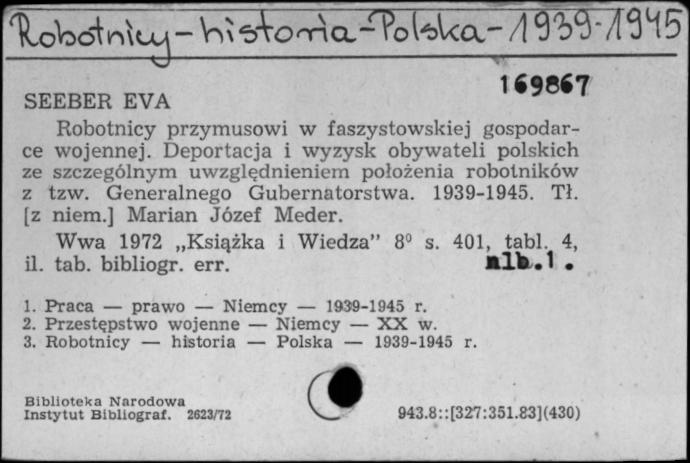 Robotnicy - historia - Polska - 1939-1945
169867
SEEBER EVA
Robotnicy przymusowi w faszystowskiej gospodar-
ce wojennej. Deportacja i wyzysk obywateli polskich
ze szczególnym uwzględnieniem położenia robotników
z tzw. Generalnego Gubernatorstwa. 1939-1945. Tł.
[z niem.] Marian Józef Meder.
Wwa 1972 „Książka i Wiedza” 8⁰ s. 401, tabl. 4,
il. tab. bibliogr. err. nlb.1.
1. Praca — prawo — Niemcy — 1939-1945 r.
2. Przestępstwo wojenne — Niemcy — XX w.
3. Robotnicy — historia — Polska — 1939-1945 r.
Biblioteka Narodowa
Instytut Bibliograf. 2623/72 943.8::[327:351.83](430)